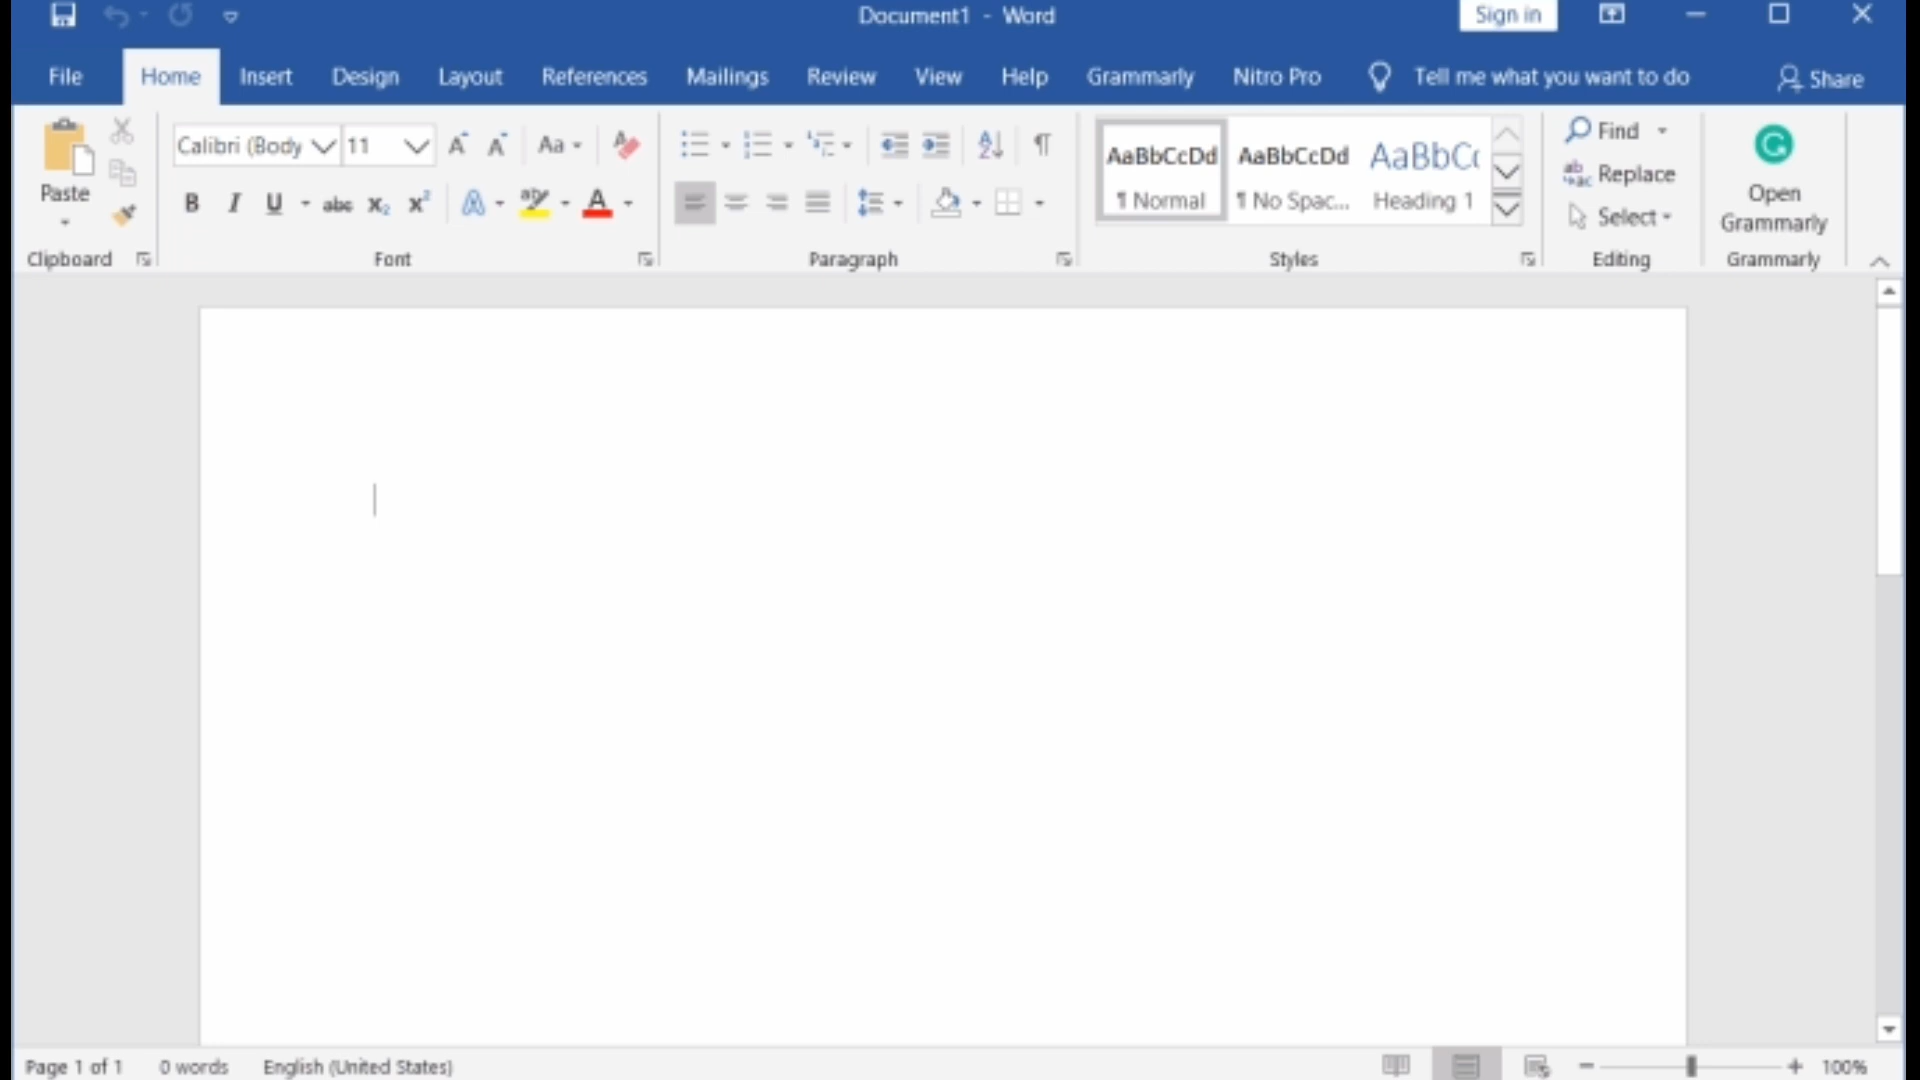 Document1 - Word
Sign in
File Home Insert Design Layout References Mailings Review View Help Grammarly Nitro Pro Tell me what you want to do Share
Calibri (Body 11 Aa
Paste
B I U abc X₂ X² A aby A
AaBbCcDd AaBbCcDd AaBbCc
¶ Normal ¶ No Spac... Heading 1
Find
Replace
Select
Open
Grammarly
Clipboard Font Paragraph Styles Editing Grammarly
Page 1 of 1 0 words English (United States) 100%